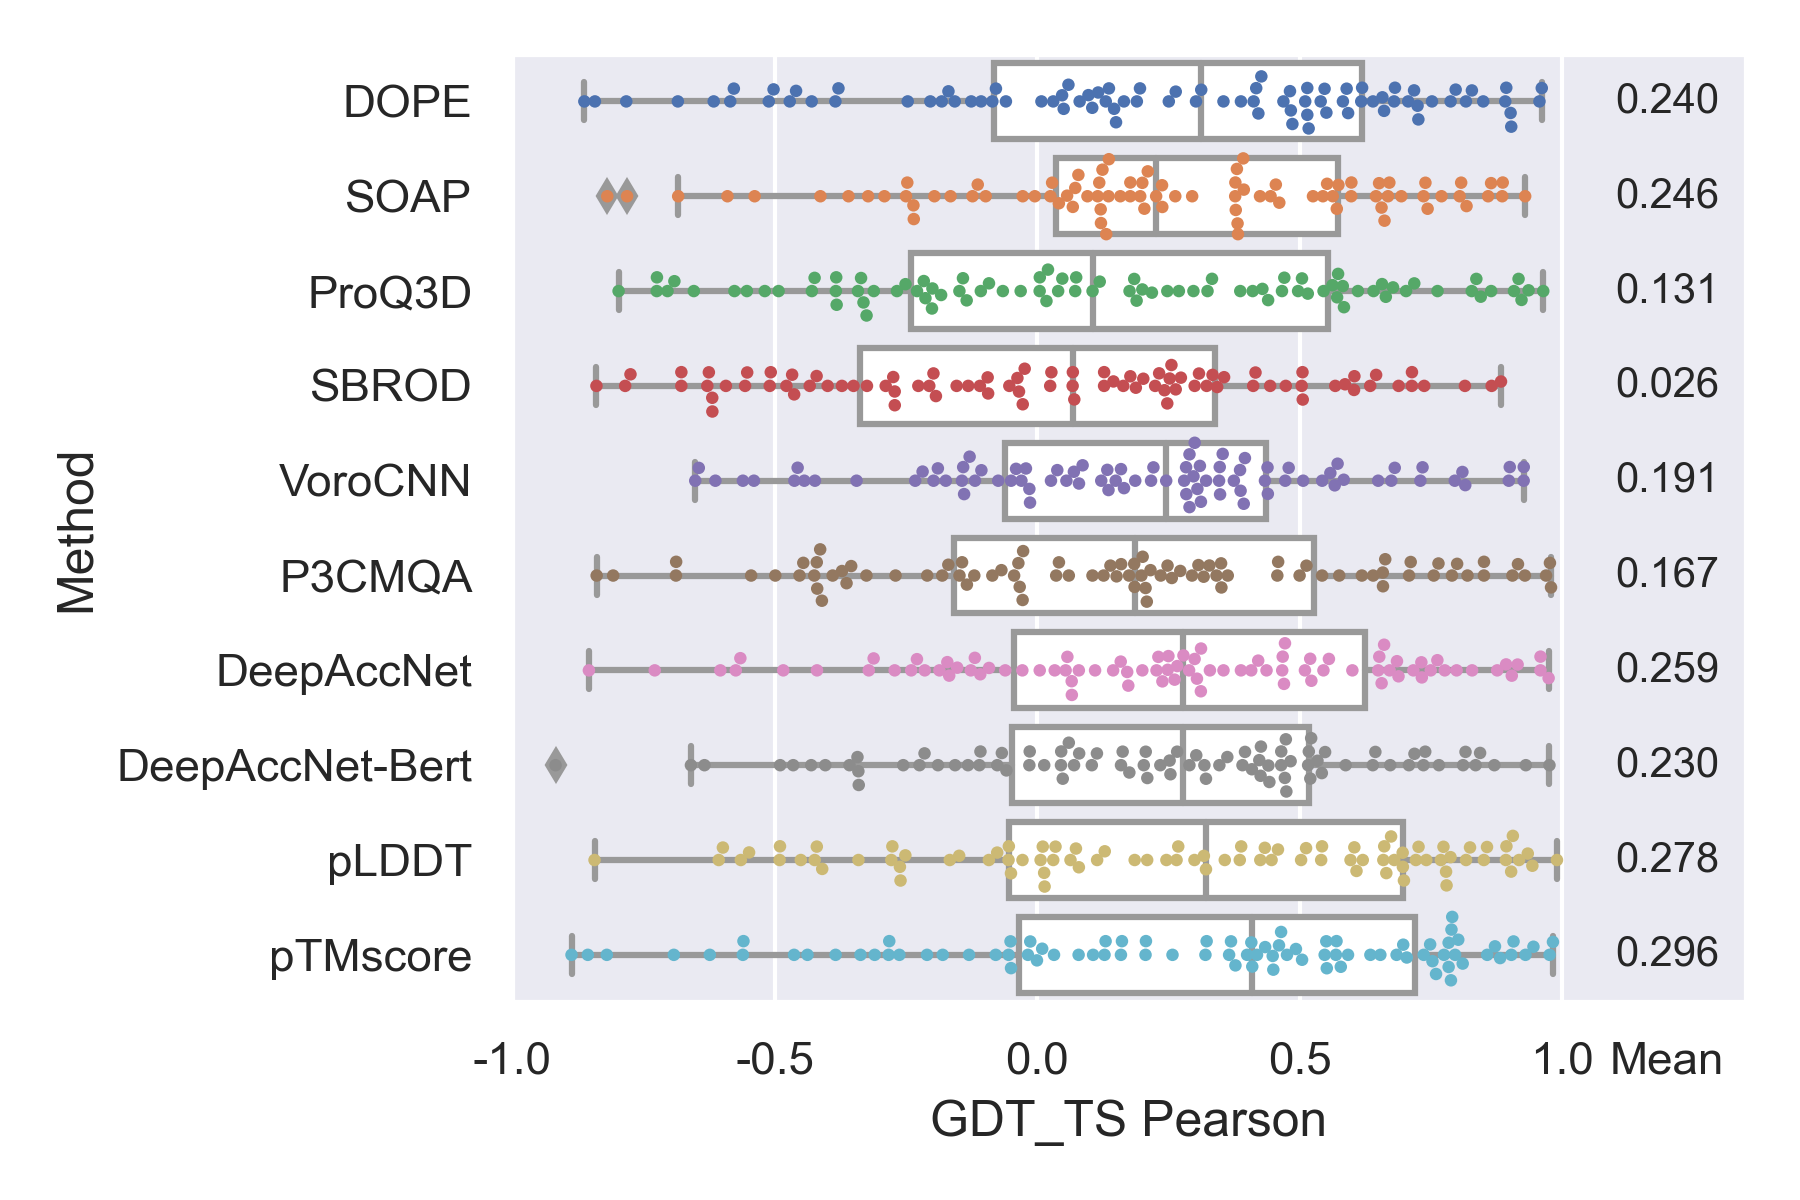 DOPE 0.240
SOAP 0.246
ProQ3D 0.131
SBROD 0.026
VoroCNN 0.191
P3CMQA 0.167
DeepAccNet 0.259
DeepAccNet-Bert 0.230
pLDDT 0.278
pTMscore 0.296
Method
-1.0 -0.5 0.0 0.5 1.0 Mean
GDT_TS Pearson